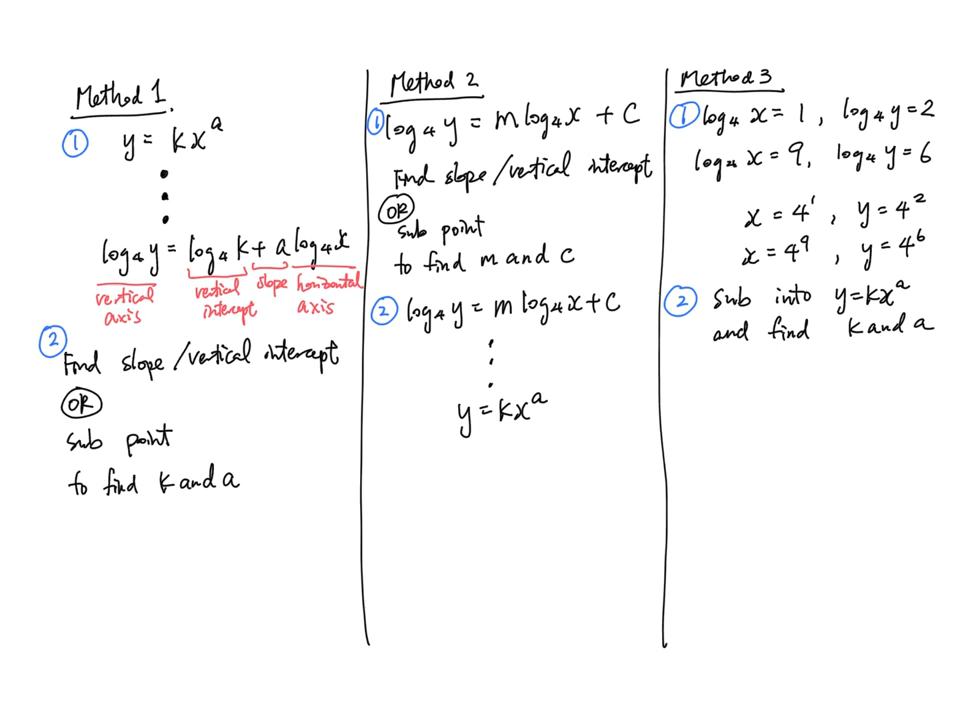 Method 1.
① y = kx^a
⋮
log₄ y = log₄ k + a log₄ x
vertical axis vertical intercept slope horizontal axis
②
Find slope / vertical intercept
OR
sub point
to find k and a
Method 2
① log₄ y = m log₄ x + C
Find slope / vertical intercept
OR
sub point
to find m and c
② log₄ y = m log₄ x + C
⋮
y = kx^a
Method 3
① log₄ x = 1, log₄ y = 2
log₄ x = 9, log₄ y = 6
x = 4¹, y = 4²
x = 4⁹, y = 4⁶
② sub into y = kx^a
and find k and a